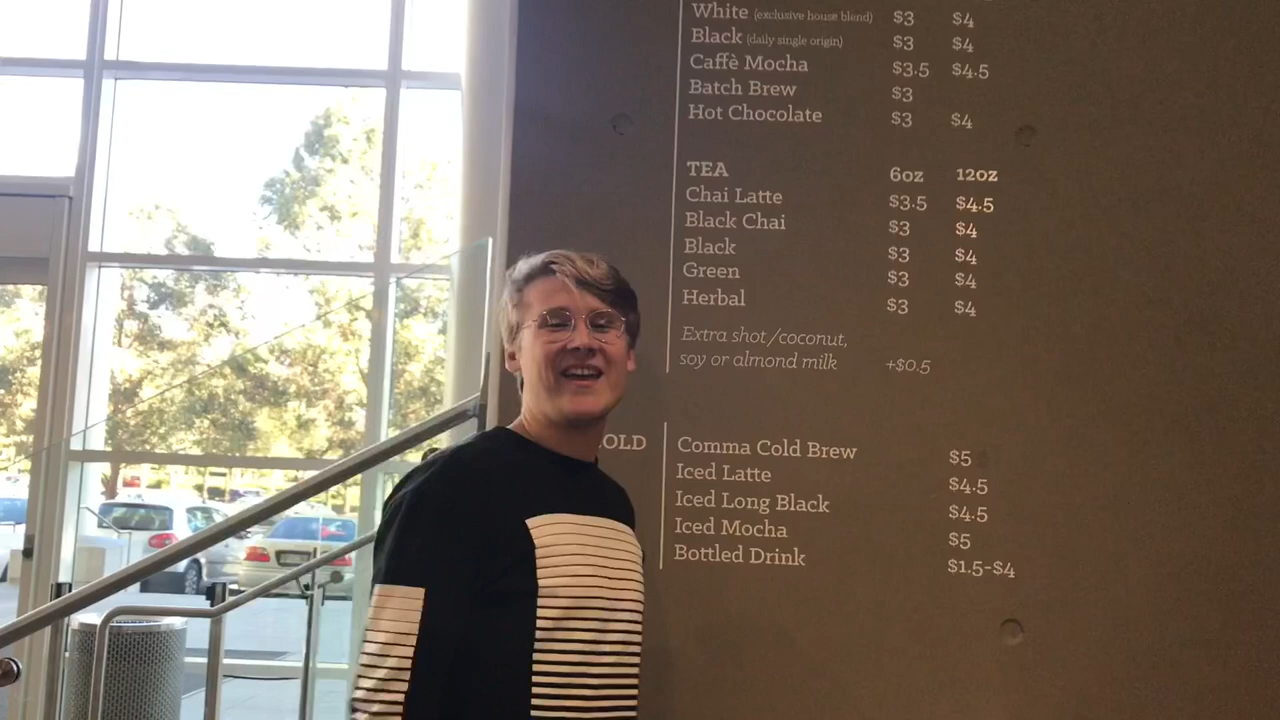 White (exclusive house blend) $3 $4
Black (daily single origin) $3 $4
Caffè Mocha $3.5 $4.5
Batch Brew $3
Hot Chocolate $3 $4
TEA 6oz 12oz
Chai Latte $3.5 $4.5
Black Chai $3 $4
Black $3 $4
Green $3 $4
Herbal $3 $4
Extra shot/coconut,
soy or almond milk +$0.5
OLD Comma Cold Brew $5
Iced Latte $4.5
Iced Long Black $4.5
Iced Mocha $5
Bottled Drink $1.5-$4